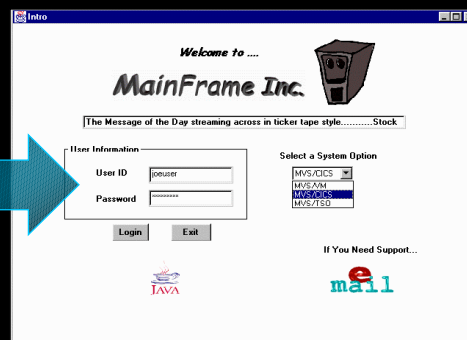 Intro
Welcome to ....
MainFrame Inc.
The Message of the Day streaming across in ticker tape style...........Stock
User Information
User ID
joeuser
Password
********
Login
Exit
Select a System Option
MVS/CICS
MVS/VM
MVS/CICS
MVS/TSO
If You Need Support...
JAVA
email